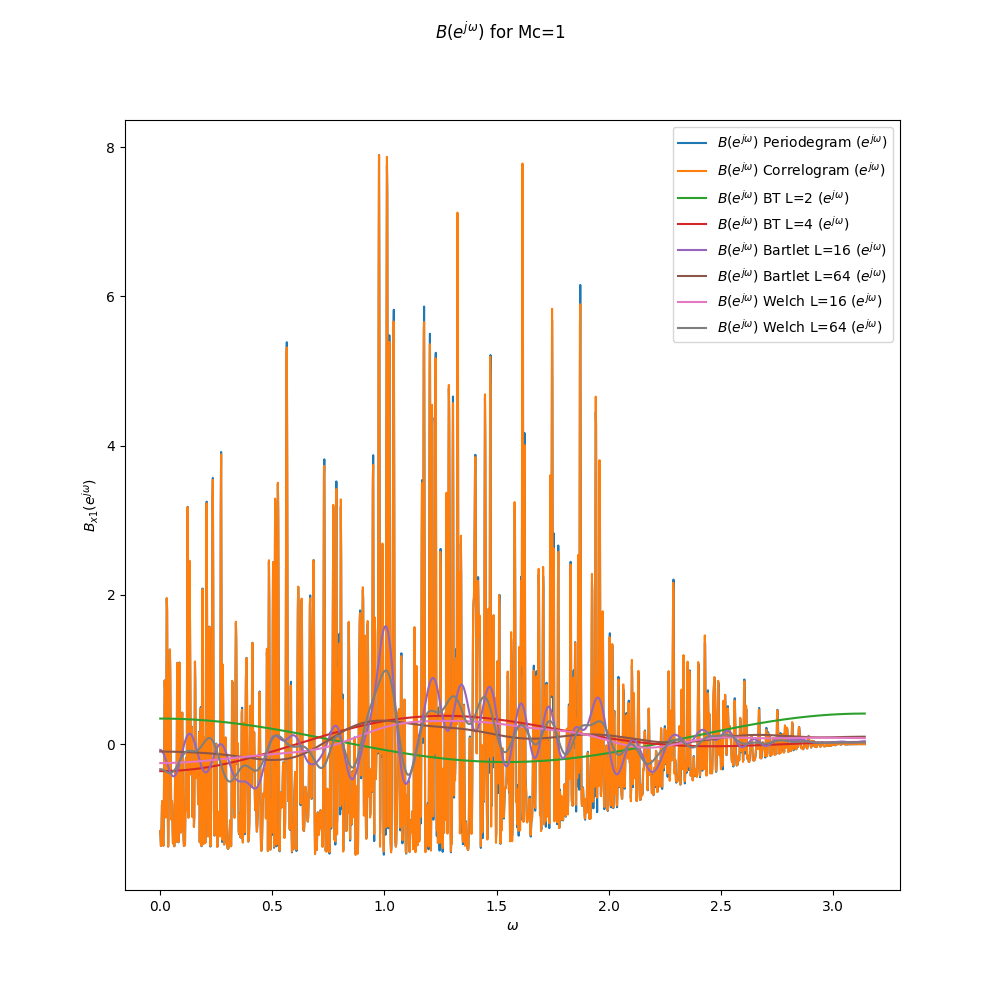 B(e^{jω}) for Mc=1
8
6
4
2
0
B_{x1}(e^{jω})
0.0 0.5 1.0 1.5 2.0 2.5 3.0
ω
B(e^{jω}) Periodegram (e^{jω})
B(e^{jω}) Correlogram (e^{jω})
B(e^{jω}) BT L=2 (e^{jω})
B(e^{jω}) BT L=4 (e^{jω})
B(e^{jω}) Bartlet L=16 (e^{jω})
B(e^{jω}) Bartlet L=64 (e^{jω})
B(e^{jω}) Welch L=16 (e^{jω})
B(e^{jω}) Welch L=64 (e^{jω})